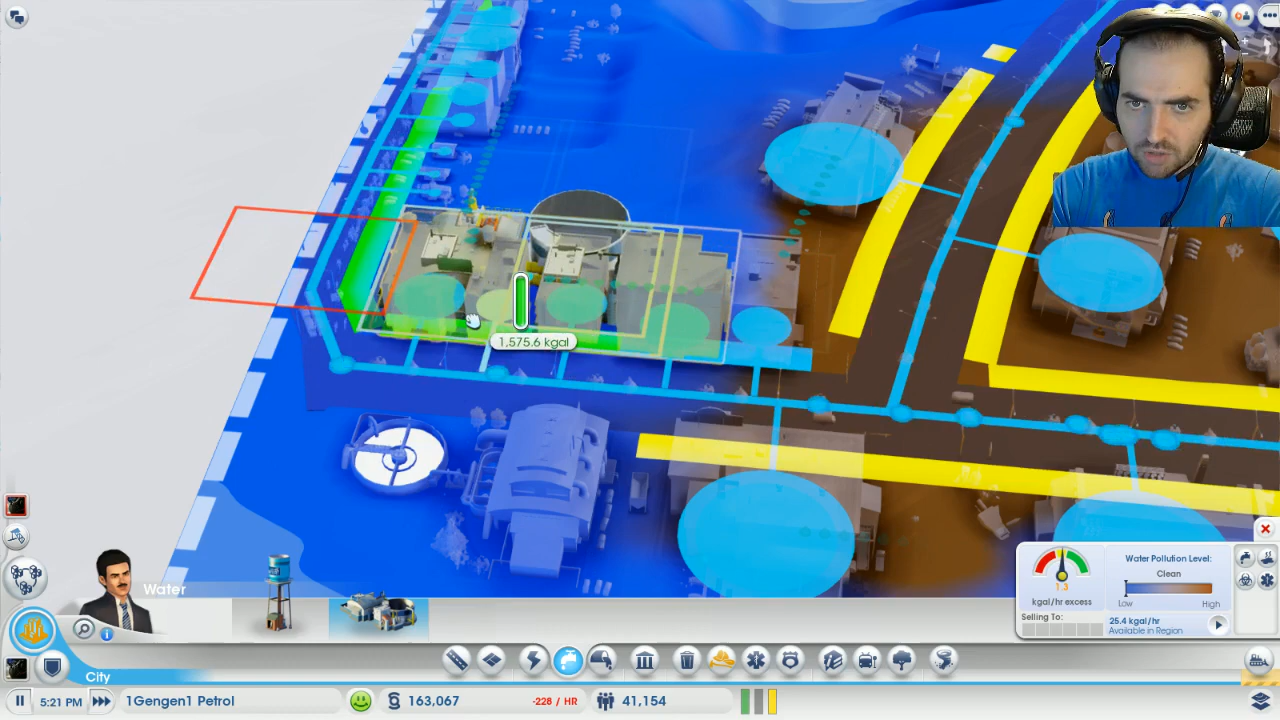 1,575.6 kgal
Water
Water Pollution Level:
Clean
Low
High
1.3
kgal/hr excess
Selling To:
25.4 kgal/hr
Available in Region
City
5:21 PM
1Gengen1 Petrol
163,067
-228 / HR
41,154